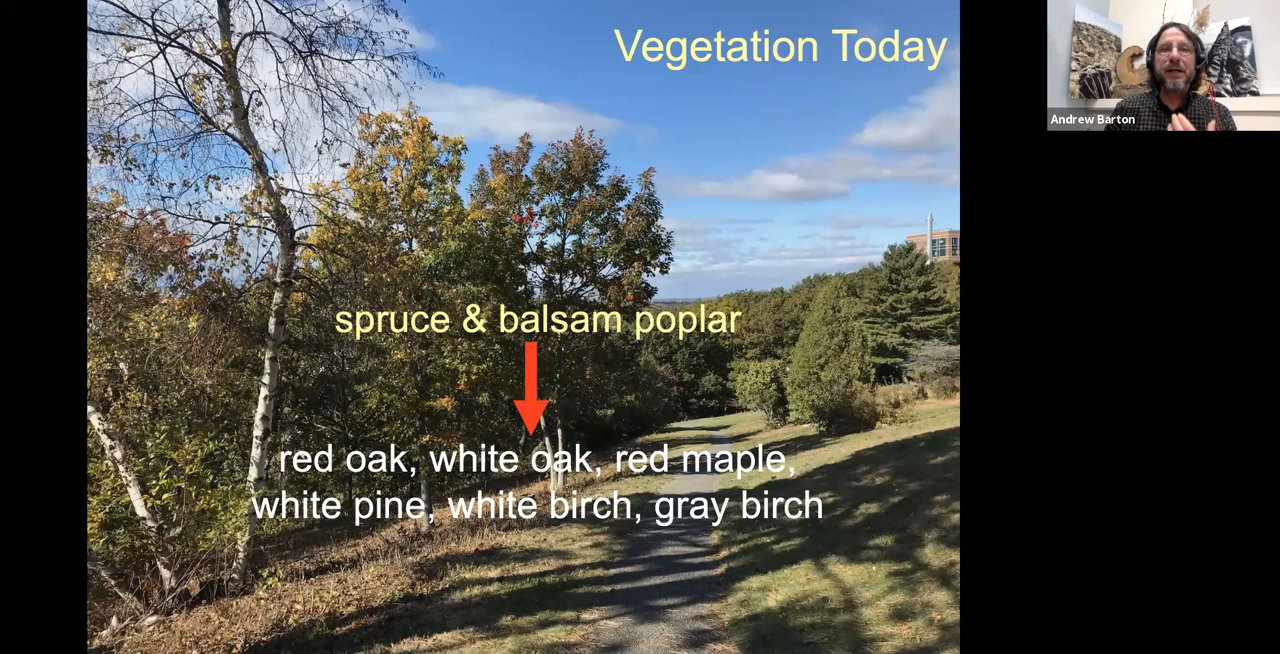 Vegetation Today
Andrew Barton
spruce & balsam poplar
red oak, white oak, red maple,
white pine, white birch, gray birch